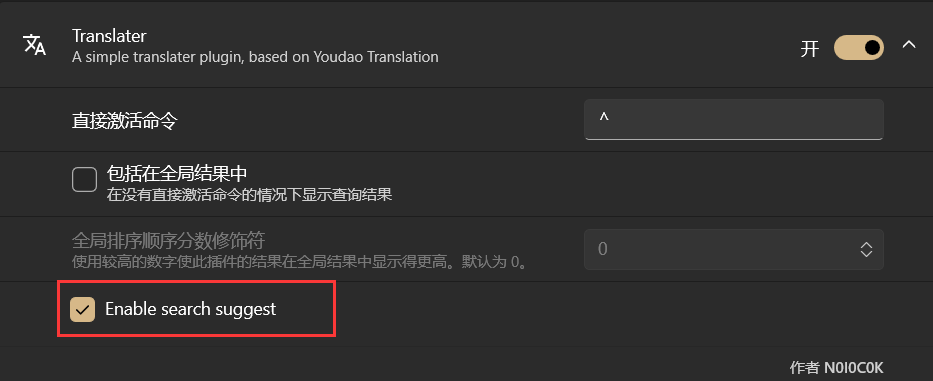 Translater
A simple translater plugin, based on Youdao Translation
开
直接激活命令
^
包括在全局结果中
在没有直接激活命令的情况下显示查询结果
全局排序顺序分数修饰符
0
使用较高的数字使此插件的结果在全局结果中显示得更高。默认为 0。
Enable search suggest
作者 N0I0C0K